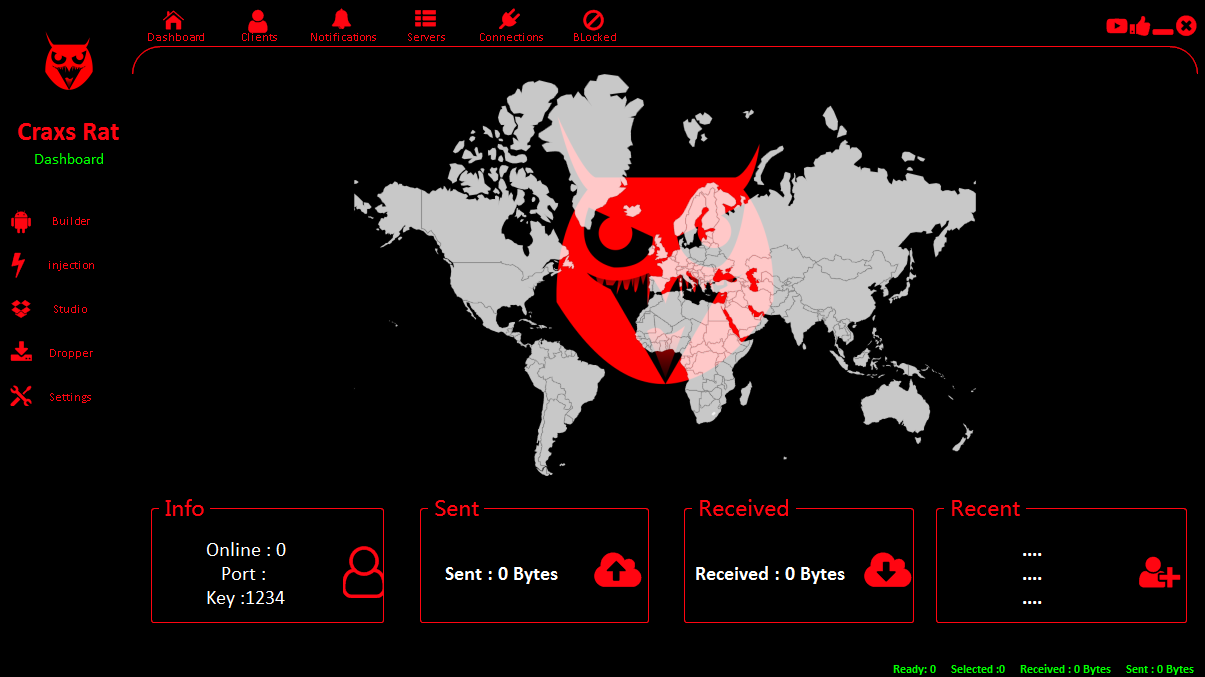 Dashboard Clients Notifications Servers Connections BLocked
Craxs Rat
Dashboard
Builder
injection
Studio
Dropper
Settings
Info
Online : 0
Port :
Key :1234
Sent
Sent : 0 Bytes
Received
Received : 0 Bytes
Recent
....
....
....
Ready: 0 Selected :0 Received : 0 Bytes Sent : 0 Bytes